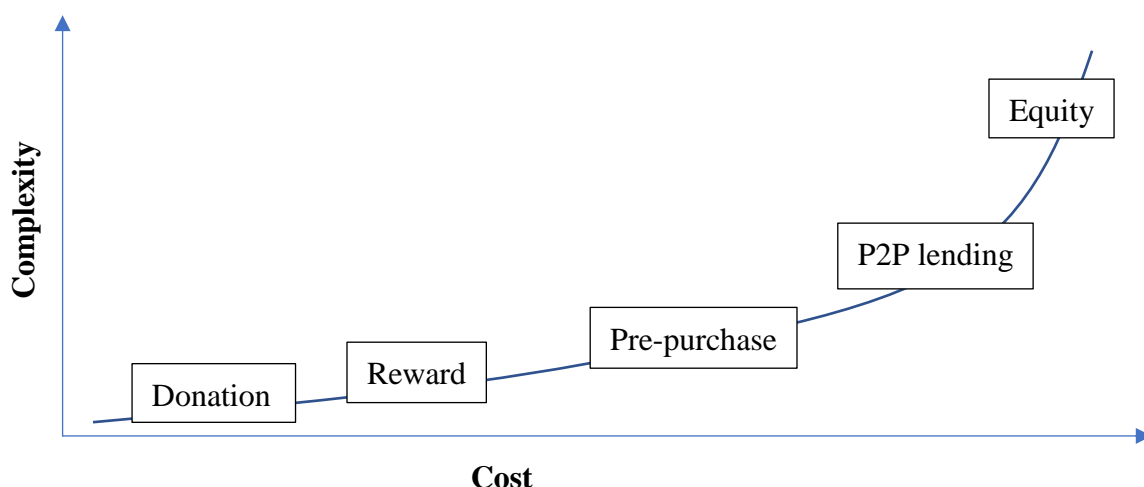 Complexity
Equity
P2P lending
Pre-purchase
Reward
Donation
Cost